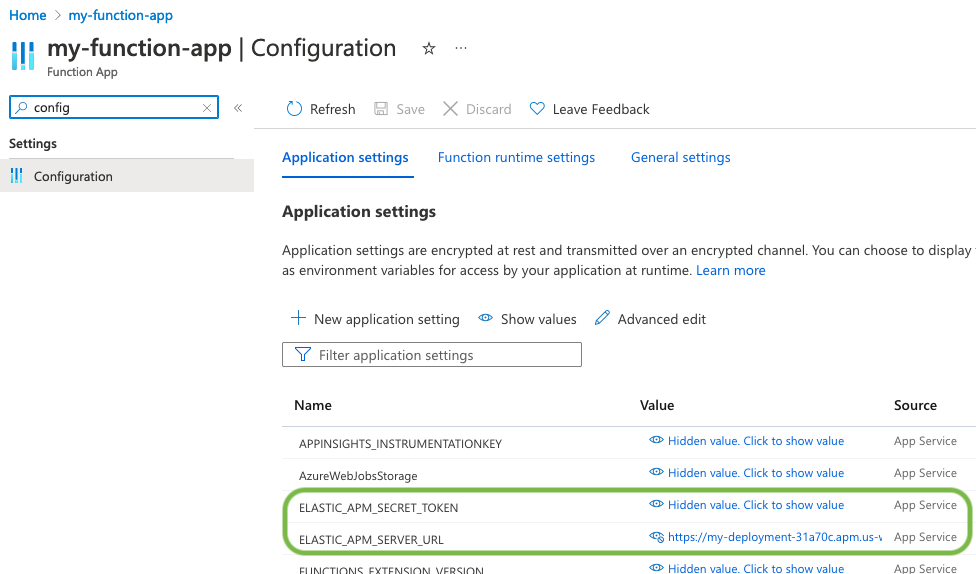 Home > my-function-app
my-function-app | Configuration ☆ ···
Function App
config × «
Settings
Configuration
Refresh Save Discard Leave Feedback
Application settings Function runtime settings General settings
Application settings
Application settings are encrypted at rest and transmitted over an encrypted channel. You can choose to display
as environment variables for access by your application at runtime. Learn more
New application setting Show values Advanced edit
Filter application settings
Name Value Source
APPINSIGHTS_INSTRUMENTATIONKEY Hidden value. Click to show value App Service
AzureWebJobsStorage Hidden value. Click to show value App Service
ELASTIC_APM_SECRET_TOKEN Hidden value. Click to show value App Service
ELASTIC_APM_SERVER_URL https://my-deployment-31a70c.apm.us- App Service
FUNCTIONS_EXTENSION_VERSION Hidden value. Click to show value App Service